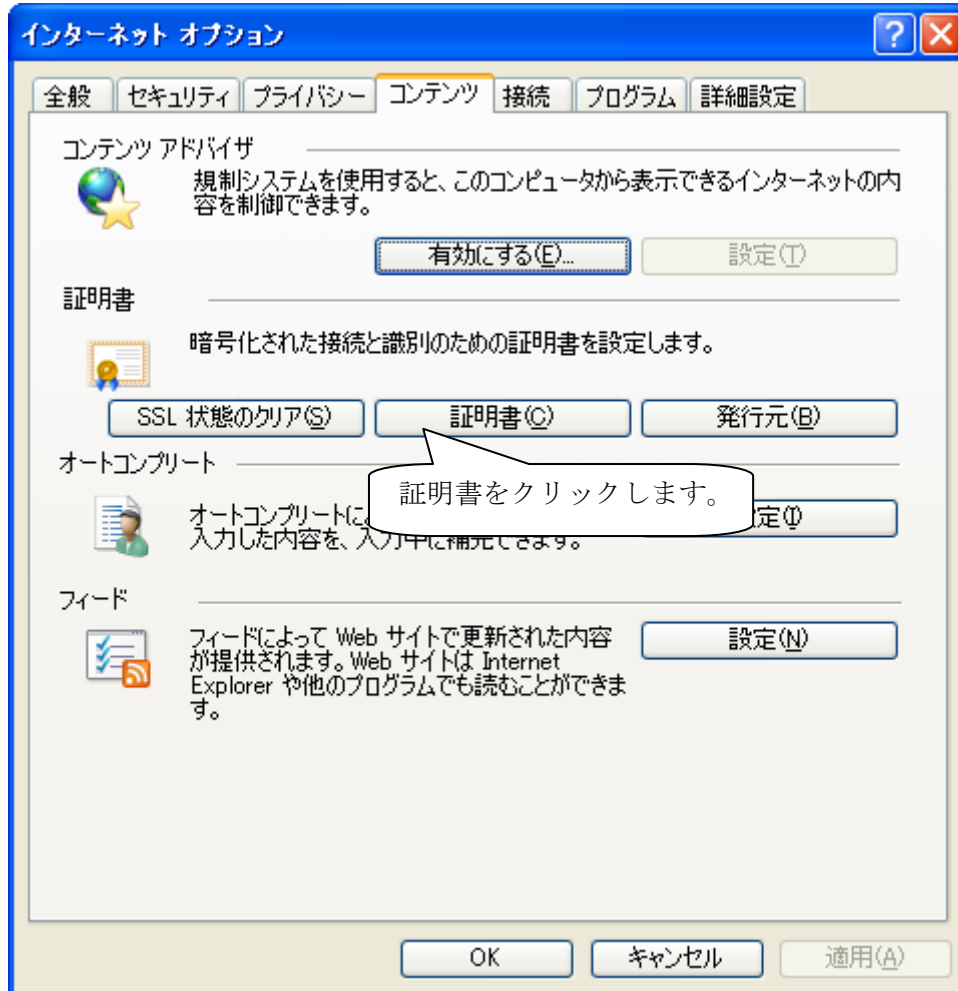 インターネット オプション
全般 セキュリティ プライバシー コンテンツ 接続 プログラム 詳細設定
コンテンツ アドバイザ
規制システムを使用すると、このコンピュータから表示できるインターネットの内
容を制御できます。
有効にする(E)... 設定(T)
証明書
暗号化された接続と識別のための証明書を設定します。
SSL 状態のクリア(S) 証明書(C) 発行元(B)
オートコンプリート
証明書をクリックします。
オートコンプリートに 定(I)
入力した内容を、入力中に補完できます。
フィード
フィードによって Web サイトで更新された内容 設定(N)
が提供されます。Web サイトは Internet
Explorer や他のプログラムでも読むことができま
す。
OK キャンセル 適用(A)